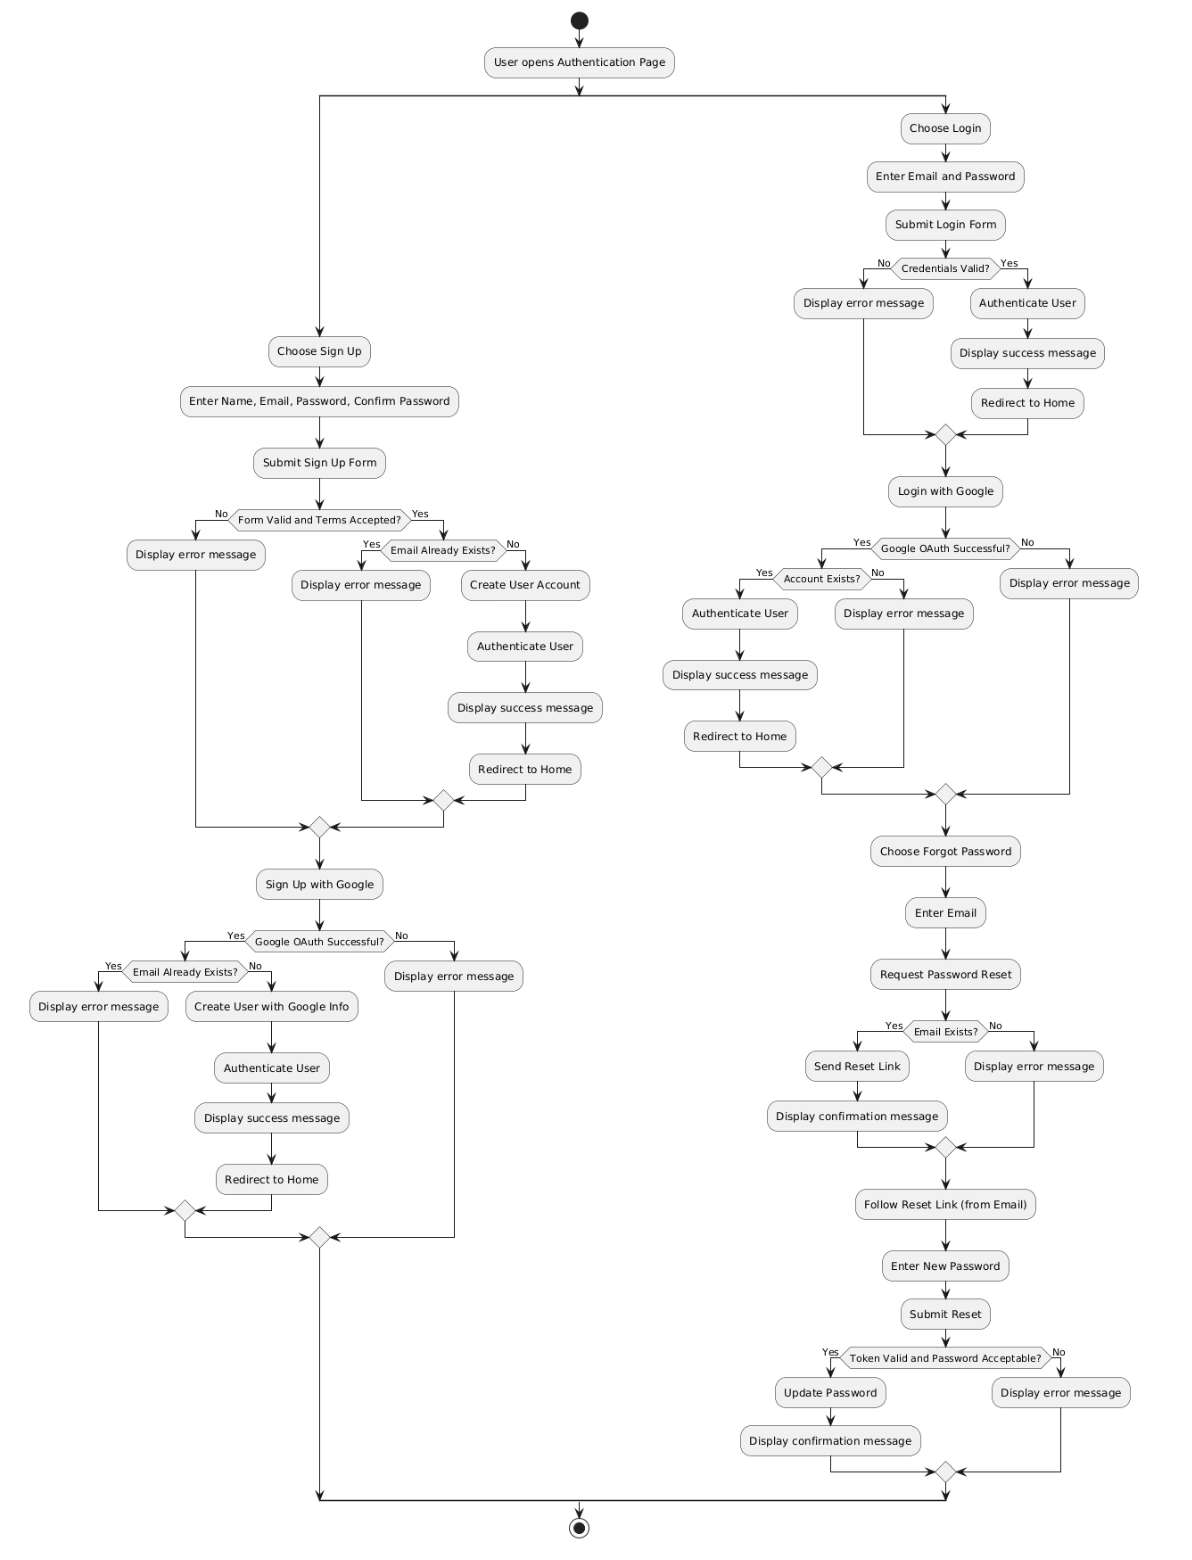 User opens Authentication Page
Choose Sign Up
Enter Name, Email, Password, Confirm Password
Submit Sign Up Form
No
Form Valid and Terms Accepted?
Yes
Display error message
Yes
Email Already Exists?
No
Display error message
Create User Account
Authenticate User
Display success message
Redirect to Home
Sign Up with Google
Yes
Google OAuth Successful?
No
Yes
Email Already Exists?
No
Display error message
Display error message
Create User with Google Info
Authenticate User
Display success message
Redirect to Home
Choose Login
Enter Email and Password
Submit Login Form
No
Credentials Valid?
Yes
Display error message
Authenticate User
Display success message
Redirect to Home
Login with Google
Yes
Google OAuth Successful?
No
Yes
Account Exists?
No
Display error message
Authenticate User
Display error message
Display success message
Redirect to Home
Choose Forgot Password
Enter Email
Request Password Reset
Yes
Email Exists?
No
Send Reset Link
Display error message
Display confirmation message
Follow Reset Link (from Email)
Enter New Password
Submit Reset
Yes
Token Valid and Password Acceptable?
No
Update Password
Display error message
Display confirmation message